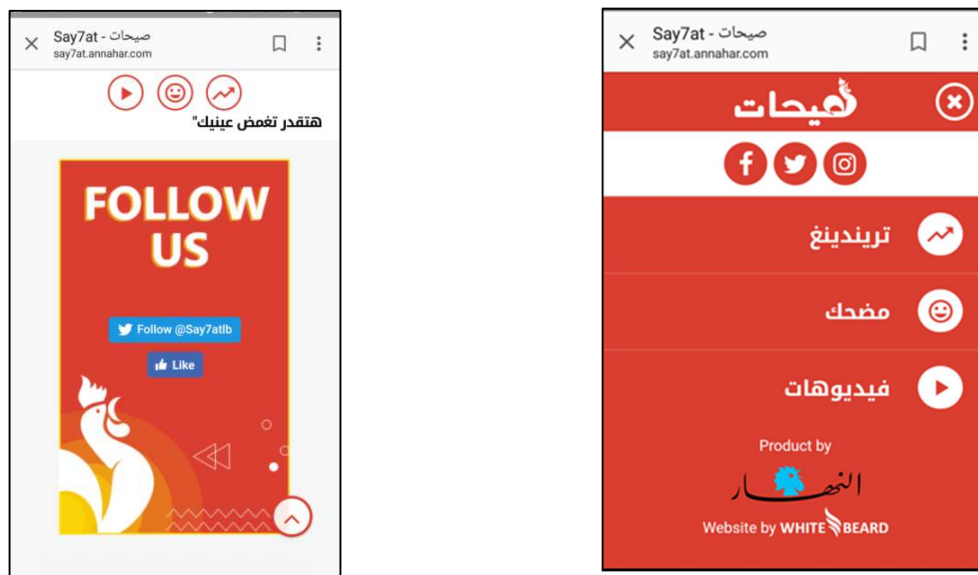 صيحات - Say7at
say7at.annahar.com
هتقدر تغمض عينيك"
FOLLOW
US
Follow @Say7atlb
Like
صيحات - Say7at
say7at.annahar.com
صيحات
تريندينغ
مضحك
فيديوهات
Product by
النهار
Website by WHITE BEARD